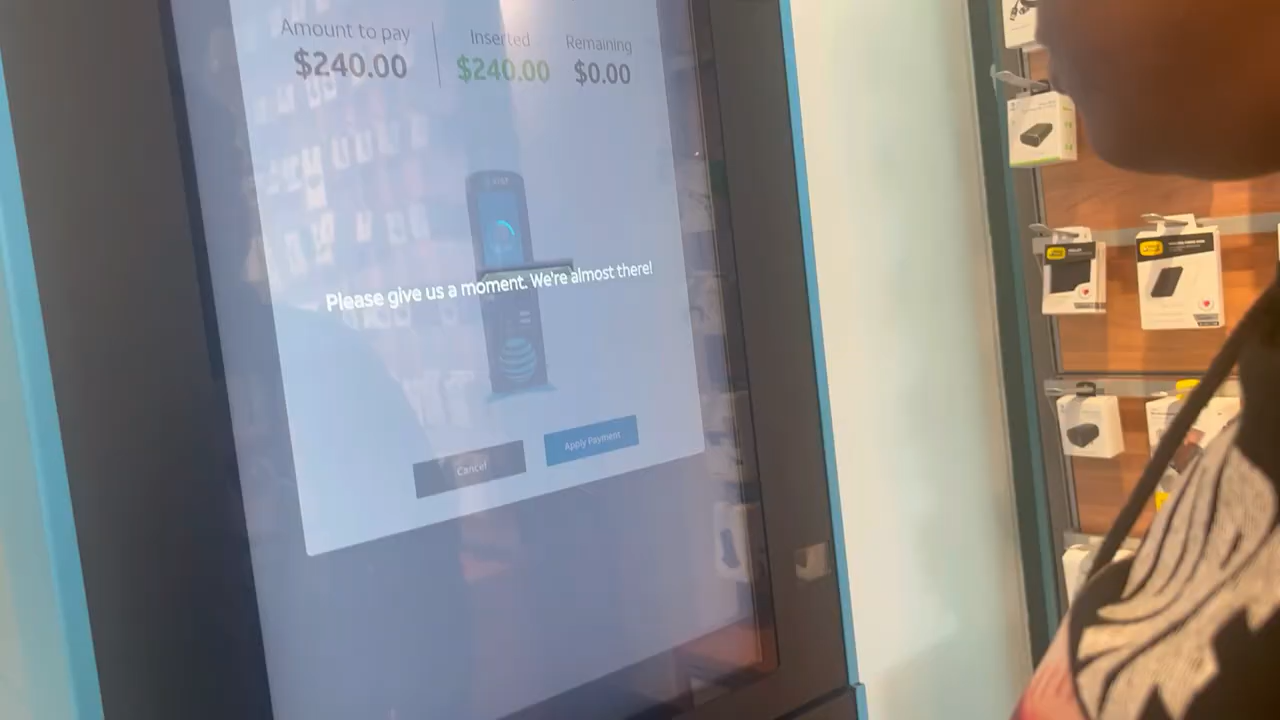 Amount to pay
$240.00
Inserted
$240.00
Remaining
$0.00
Please give us a moment. We're almost there!
Cancel
Apply Payment